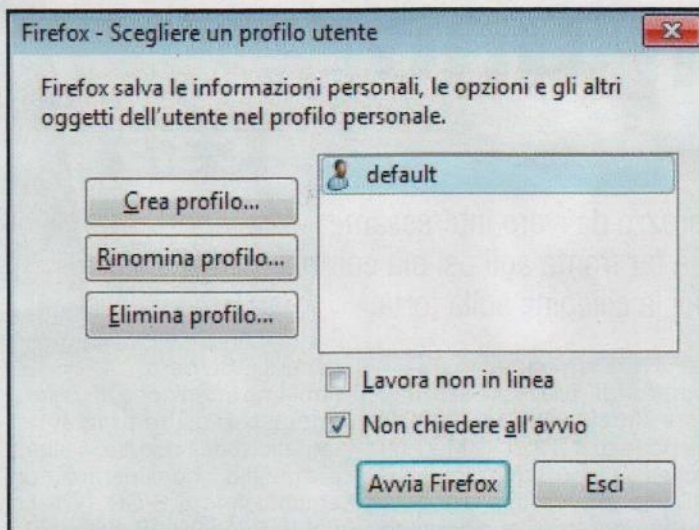 Firefox - Scegliere un profilo utente
Firefox salva le informazioni personali, le opzioni e gli altri
oggetti dell'utente nel profilo personale.
Crea profilo...
Rinomina profilo...
Elimina profilo...
default
Lavora non in linea
Non chiedere all'avvio
Avvia Firefox
Esci